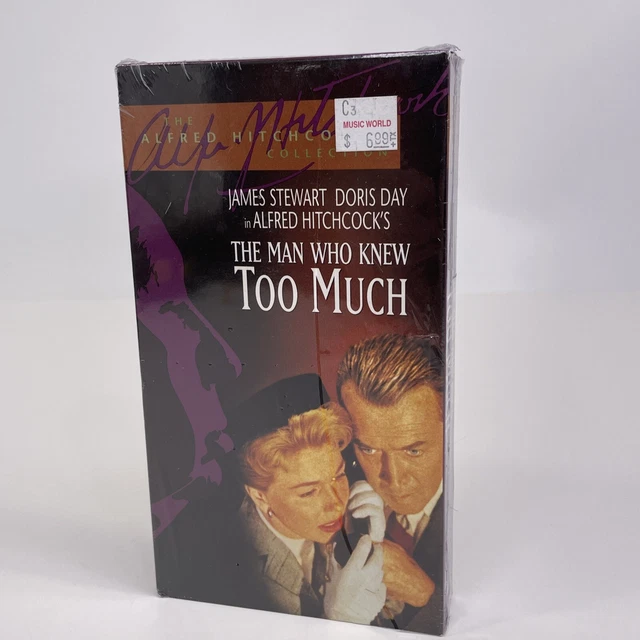 THE
ALFRED HITCHCO
COLLECTION
C3
MUSIC WORLD
$ 6.99
JAMES STEWART DORIS DAY
in ALFRED HITCHCOCK'S
THE MAN WHO KNEW
TOO MUCH